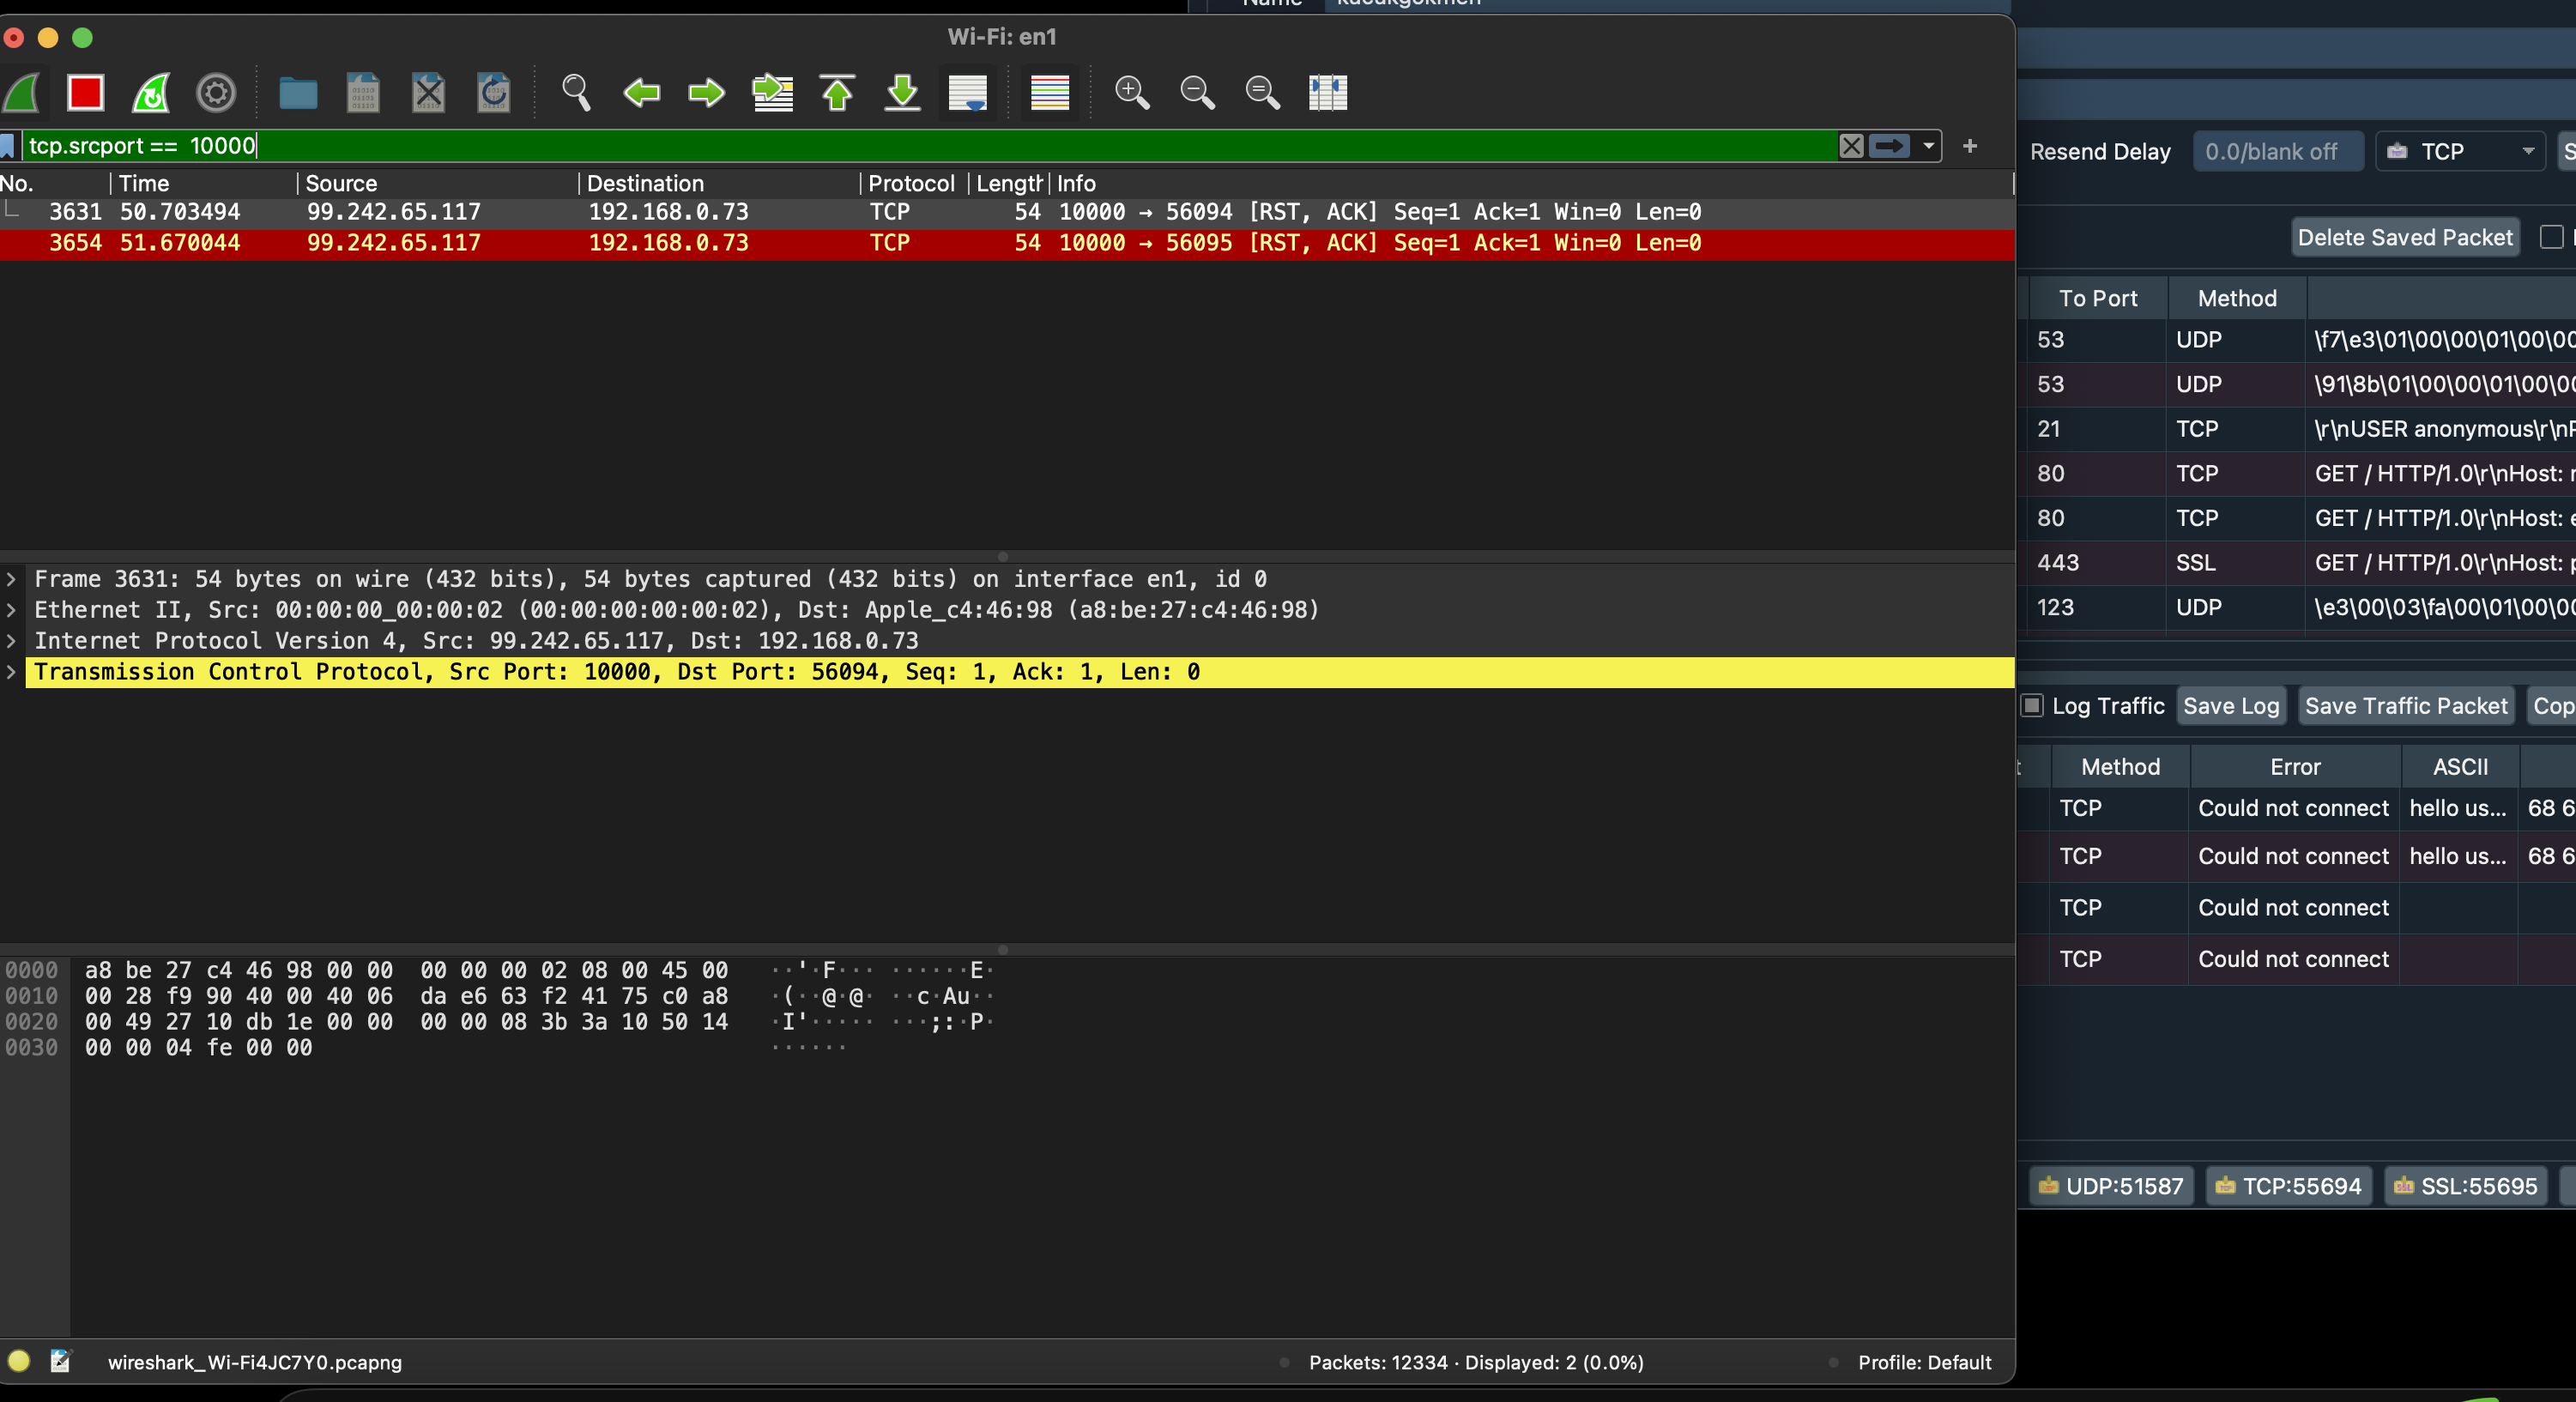 Name
Wi-Fi: en1
tcp.srcport == 10000
No. Time Source Destination Protocol Length Info
3631 50.703494 99.242.65.117 192.168.0.73 TCP 54 10000 → 56094 [RST, ACK] Seq=1 Ack=1 Win=0 Len=0
3654 51.670044 99.242.65.117 192.168.0.73 TCP 54 10000 → 56095 [RST, ACK] Seq=1 Ack=1 Win=0 Len=0
Frame 3631: 54 bytes on wire (432 bits), 54 bytes captured (432 bits) on interface en1, id 0
Ethernet II, Src: 00:00:00_00:00:02 (00:00:00:00:00:02), Dst: Apple_c4:46:98 (a8:be:27:c4:46:98)
Internet Protocol Version 4, Src: 99.242.65.117, Dst: 192.168.0.73
Transmission Control Protocol, Src Port: 10000, Dst Port: 56094, Seq: 1, Ack: 1, Len: 0
0000 a8 be 27 c4 46 98 00 00 00 00 00 02 08 00 45 00 ··'·F··· ······E·
0010 00 28 f9 90 40 00 40 06 da e6 63 f2 41 75 c0 a8 ·(··@·@· ··c·Au··
0020 00 49 27 10 db 1e 00 00 00 00 08 3b 3a 10 50 14 ·I'····· ···;:·P·
0030 00 00 04 fe 00 00 ······
wireshark_Wi-Fi4JC7Y0.pcapng
Packets: 12334 · Displayed: 2 (0.0%)
Profile: Default
Resend Delay 0.0/blank off TCP
Delete Saved Packet
To Port Method
53 UDP \f7\e3\01\00\00\01\00\00
53 UDP \91\8b\01\00\00\01\00\00
21 TCP \r\nUSER anonymous\r\nP
80 TCP GET / HTTP/1.0\r\nHost:
80 TCP GET / HTTP/1.0\r\nHost:
443 SSL GET / HTTP/1.0\r\nHost:
123 UDP \e3\00\03\fa\00\01\00\00
Log Traffic Save Log Save Traffic Packet Cop
t Method Error ASCII
TCP Could not connect hello us... 68 6
TCP Could not connect hello us... 68 6
TCP Could not connect
TCP Could not connect
UDP:51587 TCP:55694 SSL:55695